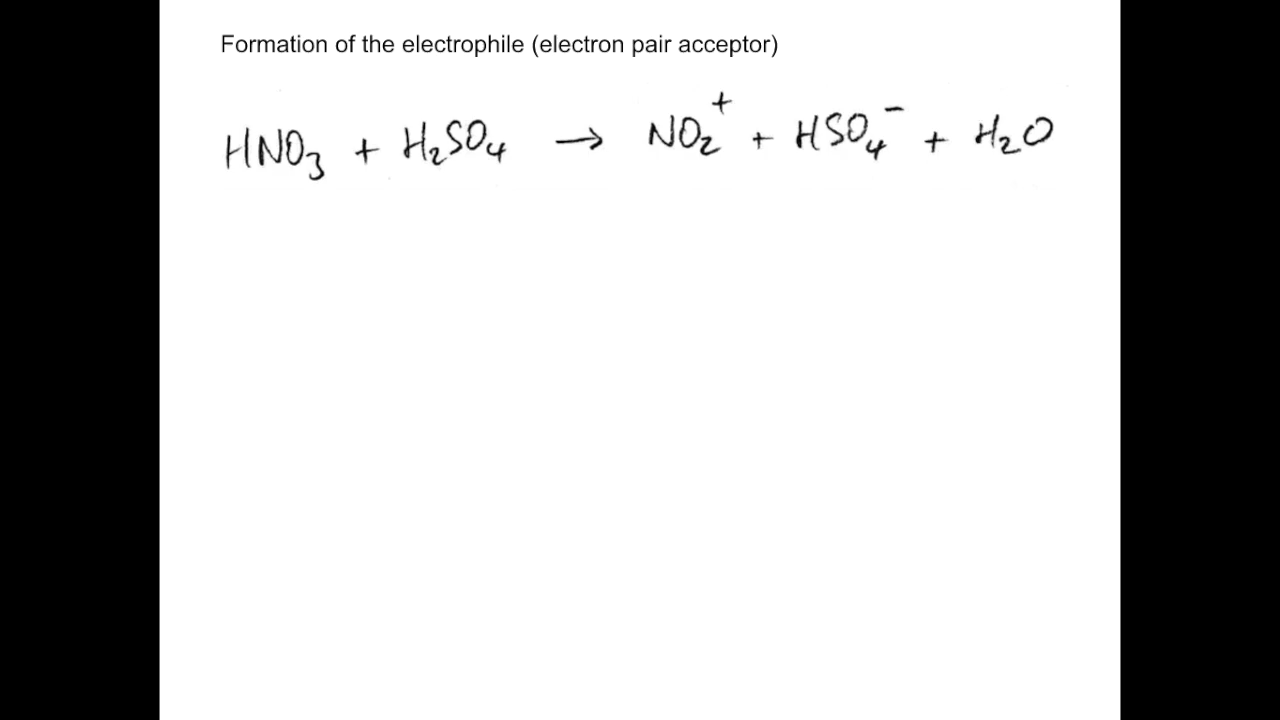 Formation of the electrophile (electron pair acceptor)
HNO₃ + H₂SO₄ → NO₂⁺ + HSO₄⁻ + H₂O